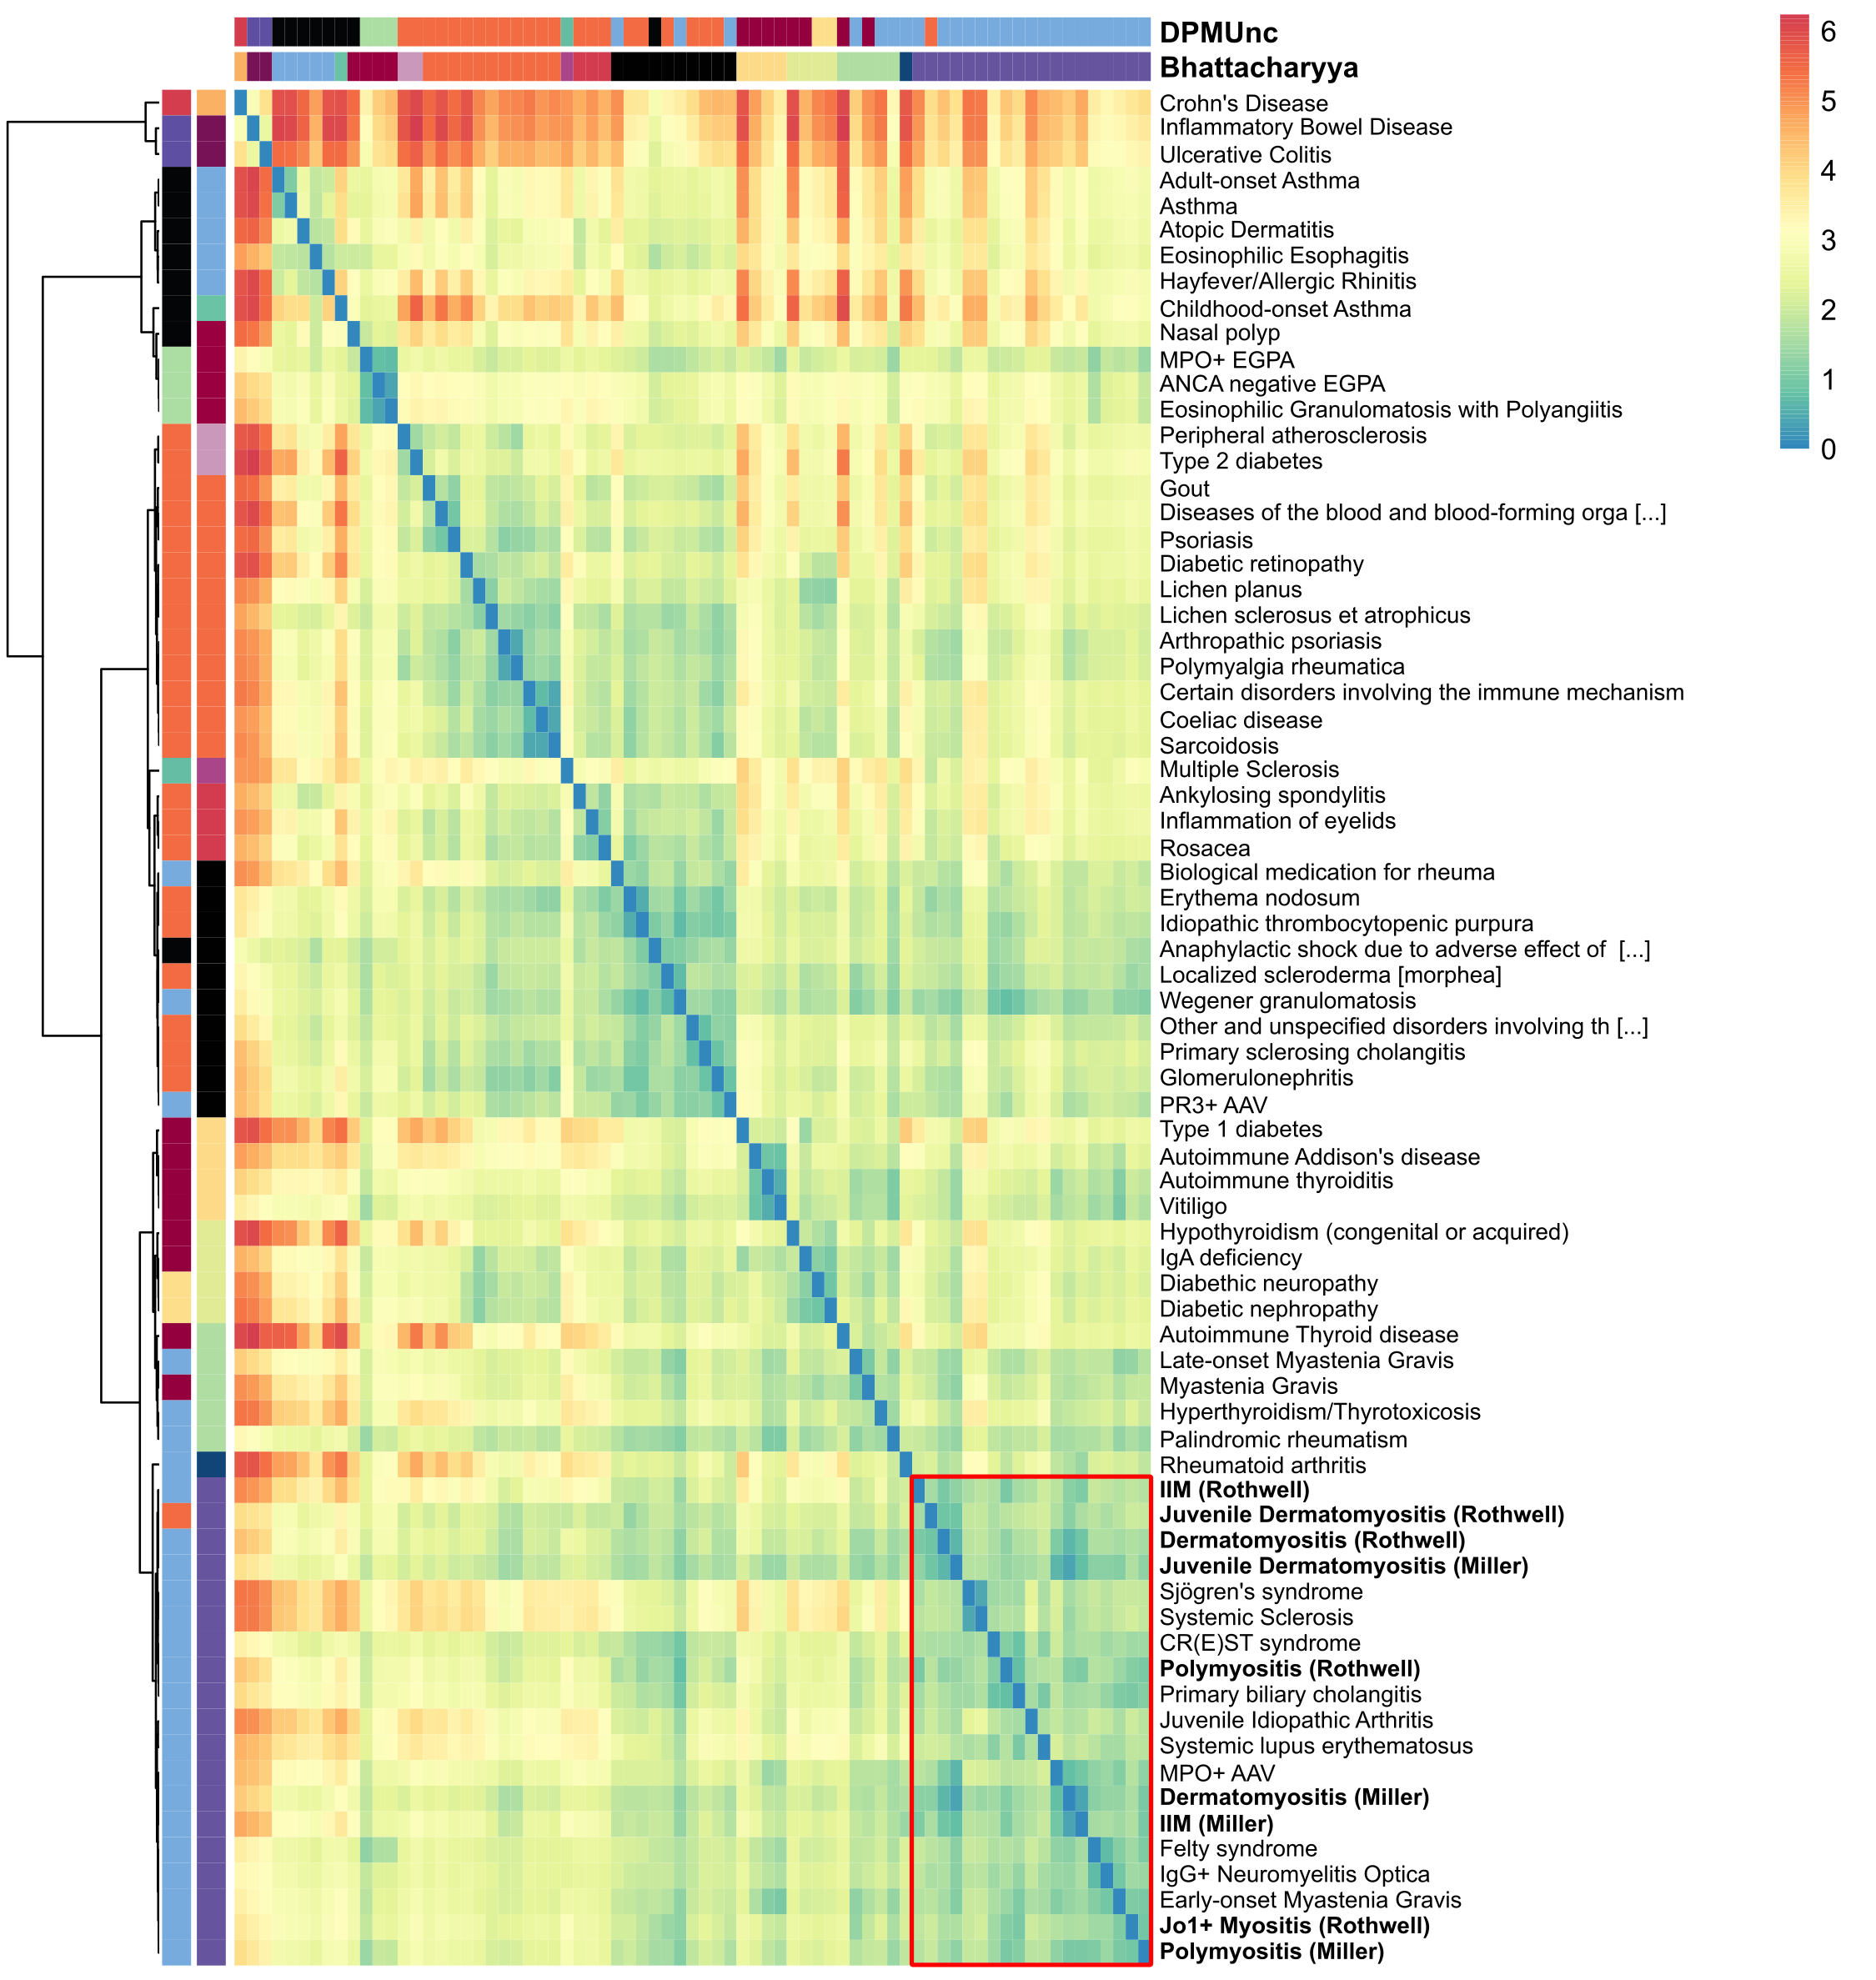 DPMUnc
Bhattacharyya
6
5
4
3
2
1
0
Crohn's Disease
Inflammatory Bowel Disease
Ulcerative Colitis
Adult-onset Asthma
Asthma
Atopic Dermatitis
Eosinophilic Esophagitis
Hayfever/Allergic Rhinitis
Childhood-onset Asthma
Nasal polyp
MPO+ EGPA
ANCA negative EGPA
Eosinophilic Granulomatosis with Polyangiitis
Peripheral atherosclerosis
Type 2 diabetes
Gout
Diseases of the blood and blood-forming orga [...]
Psoriasis
Diabetic retinopathy
Lichen planus
Lichen sclerosus et atrophicus
Arthropathic psoriasis
Polymyalgia rheumatica
Certain disorders involving the immune mechanism
Coeliac disease
Sarcoidosis
Multiple Sclerosis
Ankylosing spondylitis
Inflammation of eyelids
Rosacea
Biological medication for rheuma
Erythema nodosum
Idiopathic thrombocytopenic purpura
Anaphylactic shock due to adverse effect of [...]
Localized scleroderma [morphea]
Wegener granulomatosis
Other and unspecified disorders involving th [...]
Primary sclerosing cholangitis
Glomerulonephritis
PR3+ AAV
Type 1 diabetes
Autoimmune Addison's disease
Autoimmune thyroiditis
Vitiligo
Hypothyroidism (congenital or acquired)
IgA deficiency
Diabethic neuropathy
Diabetic nephropathy
Autoimmune Thyroid disease
Late-onset Myastenia Gravis
Myastenia Gravis
Hyperthyroidism/Thyrotoxicosis
Palindromic rheumatism
Rheumatoid arthritis
IIM (Rothwell)
Juvenile Dermatomyositis (Rothwell)
Dermatomyositis (Rothwell)
Juvenile Dermatomyositis (Miller)
Sjögren's syndrome
Systemic Sclerosis
CR(E)ST syndrome
Polymyositis (Rothwell)
Primary biliary cholangitis
Juvenile Idiopathic Arthritis
Systemic lupus erythematosus
MPO+ AAV
Dermatomyositis (Miller)
IIM (Miller)
Felty syndrome
IgG+ Neuromyelitis Optica
Early-onset Myastenia Gravis
Jo1+ Myositis (Rothwell)
Polymyositis (Miller)